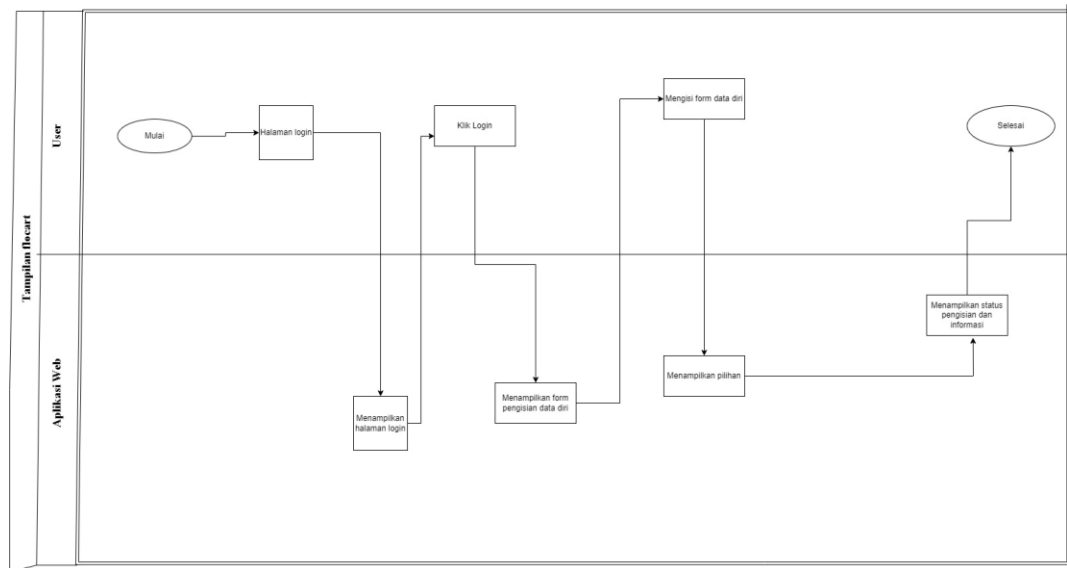 Tampilan flocart
User
Mulai
Halaman login
Klik Login
Mengisi form data diri
Selesai
Aplikasi Web
Menampilkan
halaman login
Menampilkan form
pengisian data diri
Menampilkan pilihan
Menampilkan status
pengisian dan
informasi